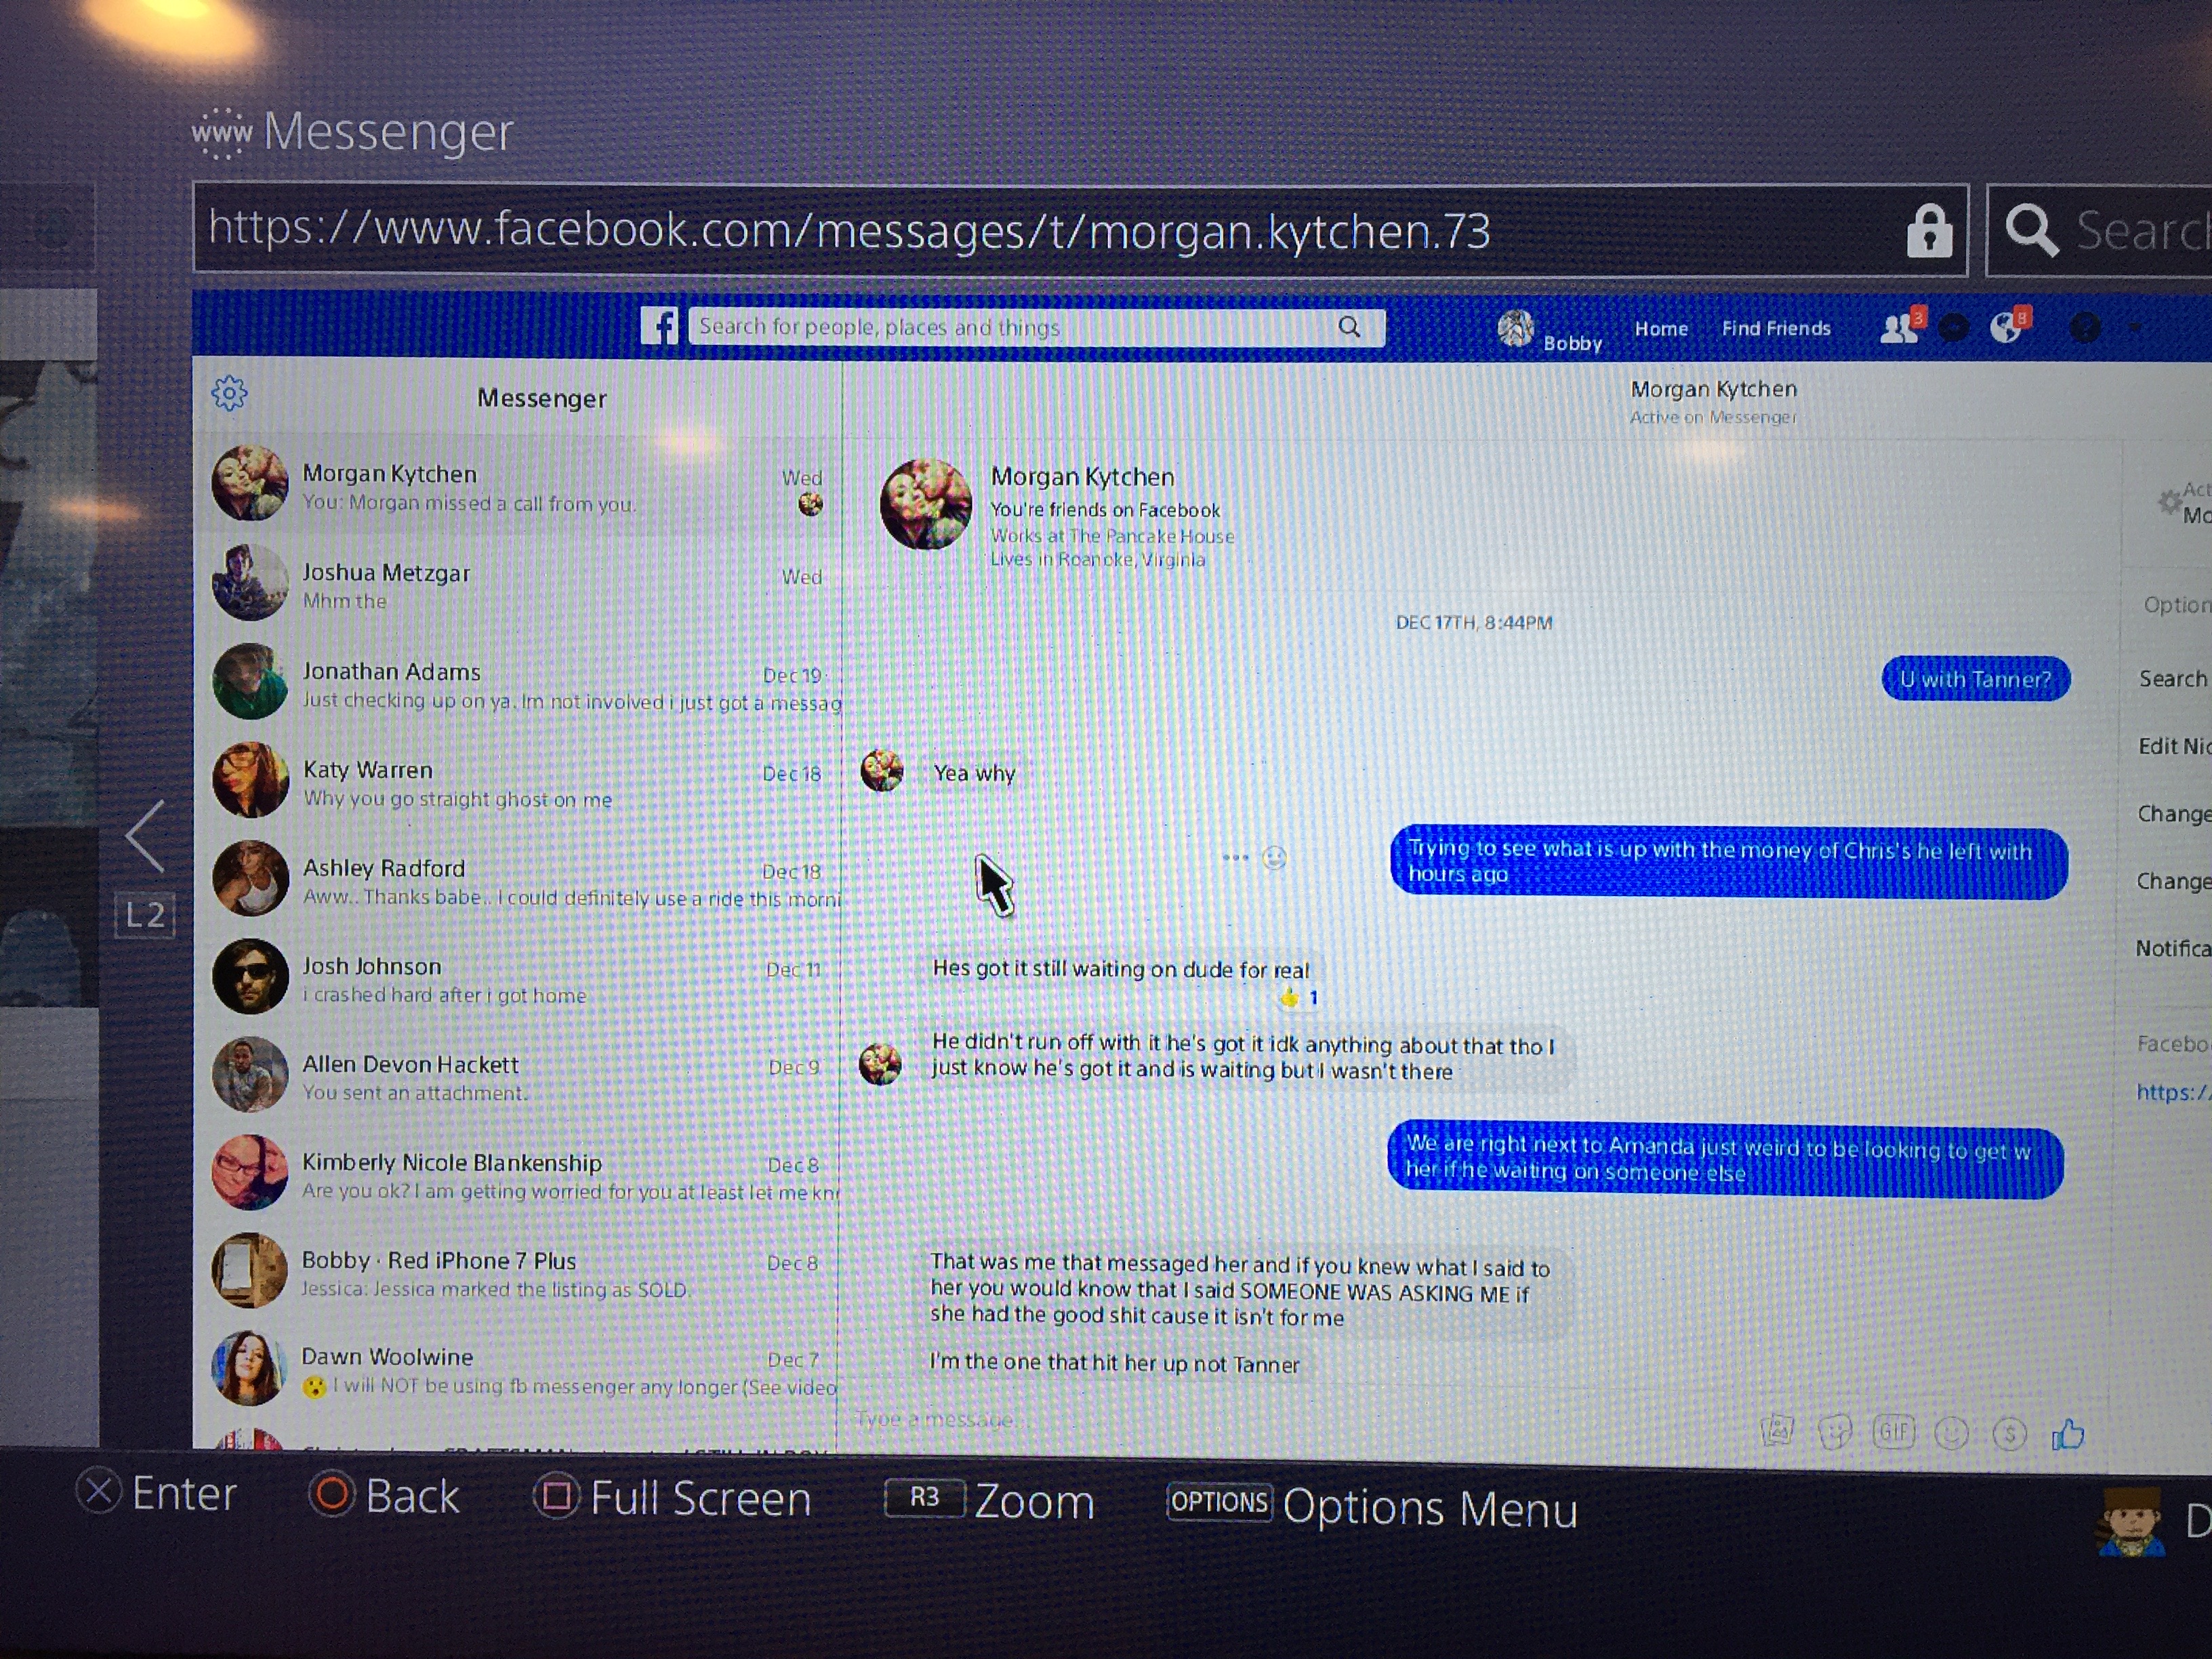 www Messenger
https://www.facebook.com/messages/t/morgan.kytchen.73
Search
f
Search for people, places and things
Bobby
Home
Find Friends
3
8
Messenger
Morgan Kytchen
Wed
You: Morgan missed a call from you.
Joshua Metzgar
Wed
Mhm the
Jonathan Adams
Dec 19
Just checking up on ya. Im not involved i just got a messag
Katy Warren
Dec 18
Why you go straight ghost on me
Ashley Radford
Dec 18
Aww.. Thanks babe.. I could definitely use a ride this morni
Josh Johnson
Dec 11
i crashed hard after i got home
Allen Devon Hackett
Dec 9
You sent an attachment.
Kimberly Nicole Blankenship
Dec 8
Are you ok? I am getting worried for you at least let me kn
Bobby · Red iPhone 7 Plus
Dec 8
Jessica: Jessica marked the listing as SOLD.
Dawn Woolwine
Dec 7
😮 I will NOT be using fb messenger any longer (See video
Morgan Kytchen
Active on Messenger
Morgan Kytchen
You're friends on Facebook
Works at The Pancake House
Lives in Roanoke, Virginia
DEC 17TH, 8:44PM
U with Tanner?
Yea why
Trying to see what is up with the money of Chris's he left with
hours ago
Hes got it still waiting on dude for real
👍 1
He didn't run off with it he's got it idk anything about that tho I
just know he's got it and is waiting but I wasn't there
We are right next to Amanda just weird to be looking to get w
her if he waiting on someone else
That was me that messaged her and if you knew what I said to
her you would know that I said SOMEONE WAS ASKING ME if
she had the good shit cause it isn't for me
I'm the one that hit her up not Tanner
Type a message...
GIF
$
Act
Mo
Option
Search
Edit Nic
Change
Change
Notifica
Facebo
https:/
L2
Enter
Back
Full Screen
R3 Zoom
OPTIONS Options Menu
D